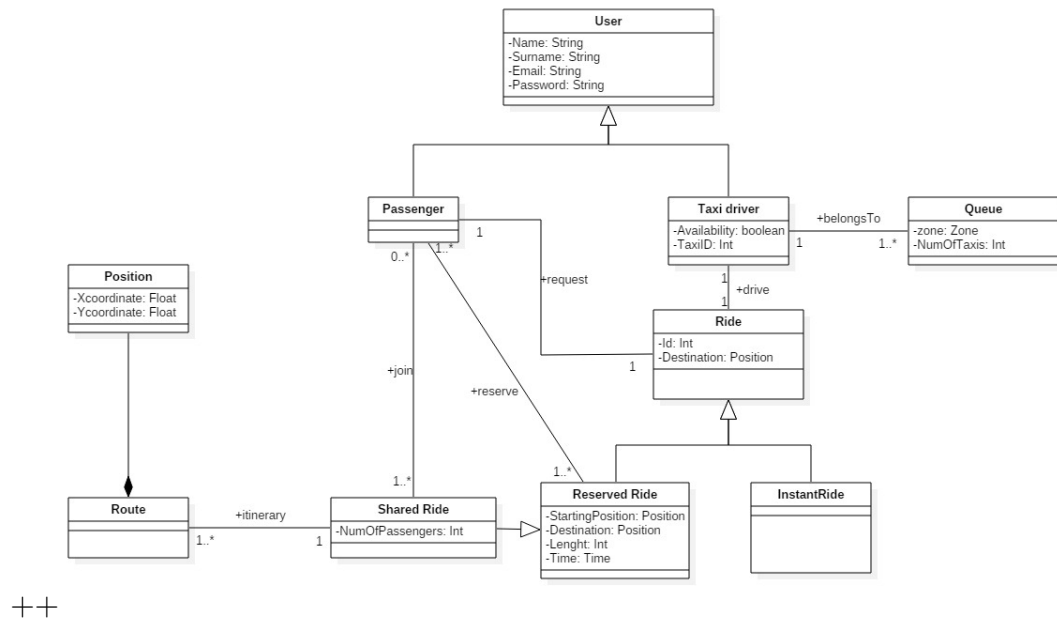 User
-Name: String
-Surname: String
-Email: String
-Password: String
Passenger
Taxi driver
-Availability: boolean
-TaxiID: Int
+belongsTo
1
1..*
Queue
-zone: Zone
-NumOfTaxis: Int
1
1..*
0..*
+request
1
+drive
1
Position
-Xcoordinate: Float
-Ycoordinate: Float
Ride
-Id: Int
-Destination: Position
1
+join
+reserve
1..*
1..*
Route
+itinerary
1..*
1
Shared Ride
-NumOfPassengers: Int
Reserved Ride
-StartingPosition: Position
-Destination: Position
-Lenght: Int
-Time: Time
InstantRide
++